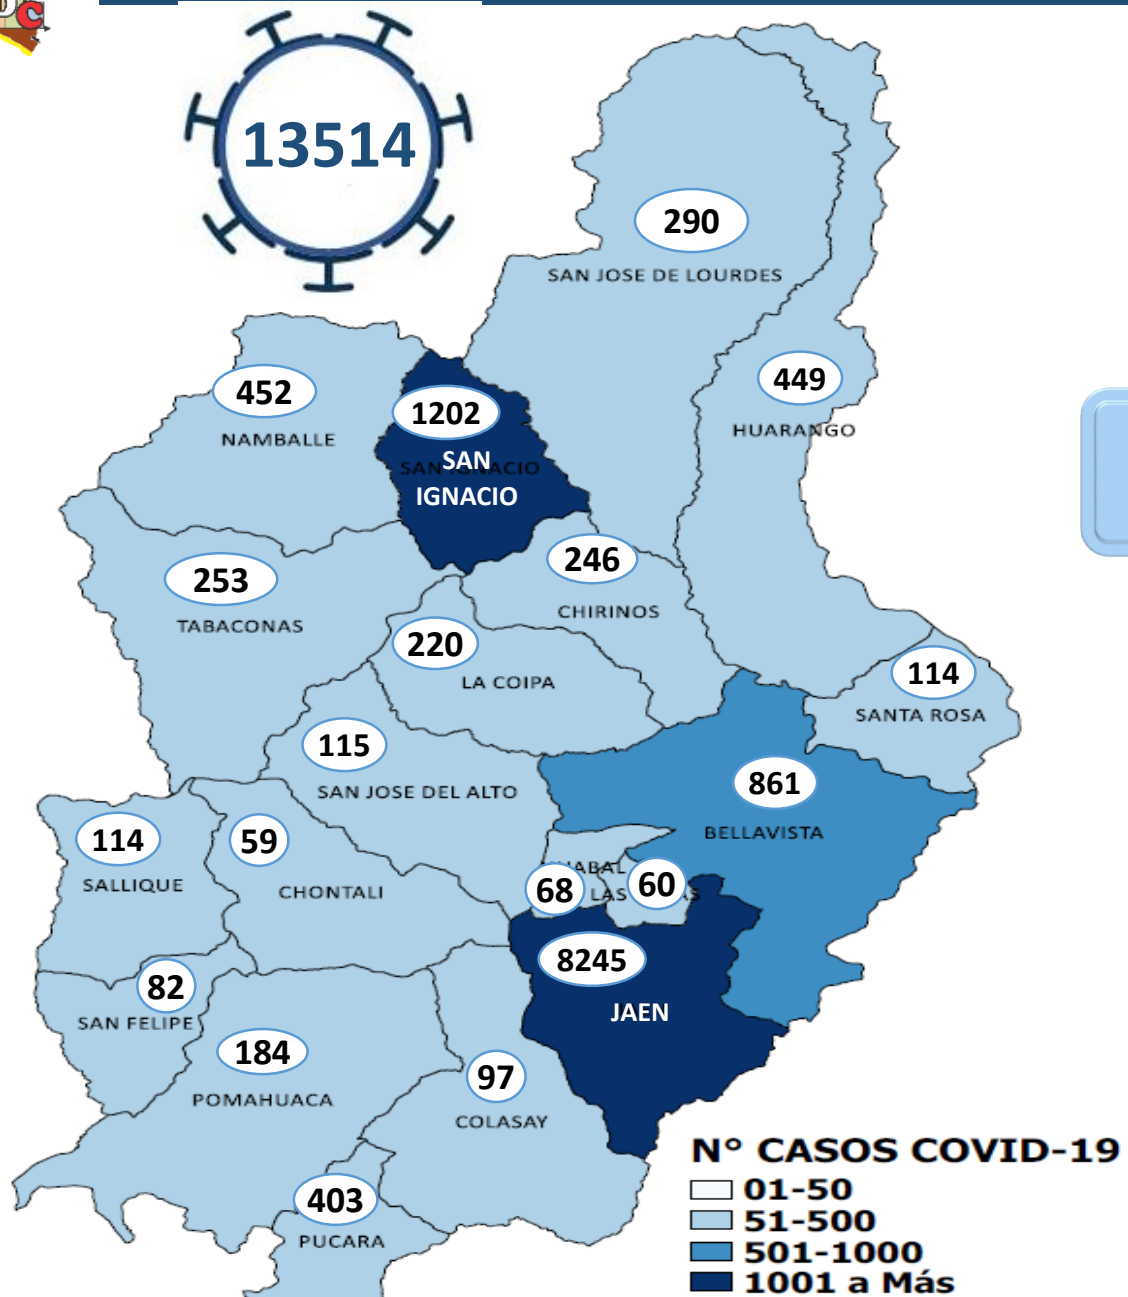 C
13514
290
SAN JOSE DE LOURDES
452
NAMBALLE
1202
SAN
IGNACIO
449
HUARANGO
253
TABACONAS
246
CHIRINOS
220
LA COIPA
114
SANTA ROSA
115
SAN JOSE DEL ALTO
861
BELLAVISTA
114
SALLIQUE
59
CHONTALI
68
LAS
60
8245
JAEN
82
SAN FELIPE
184
POMAHUACA
97
COLASAY
403
PUCARA
N° CASOS COVID-19
01-50
51-500
501-1000
1001 a Más